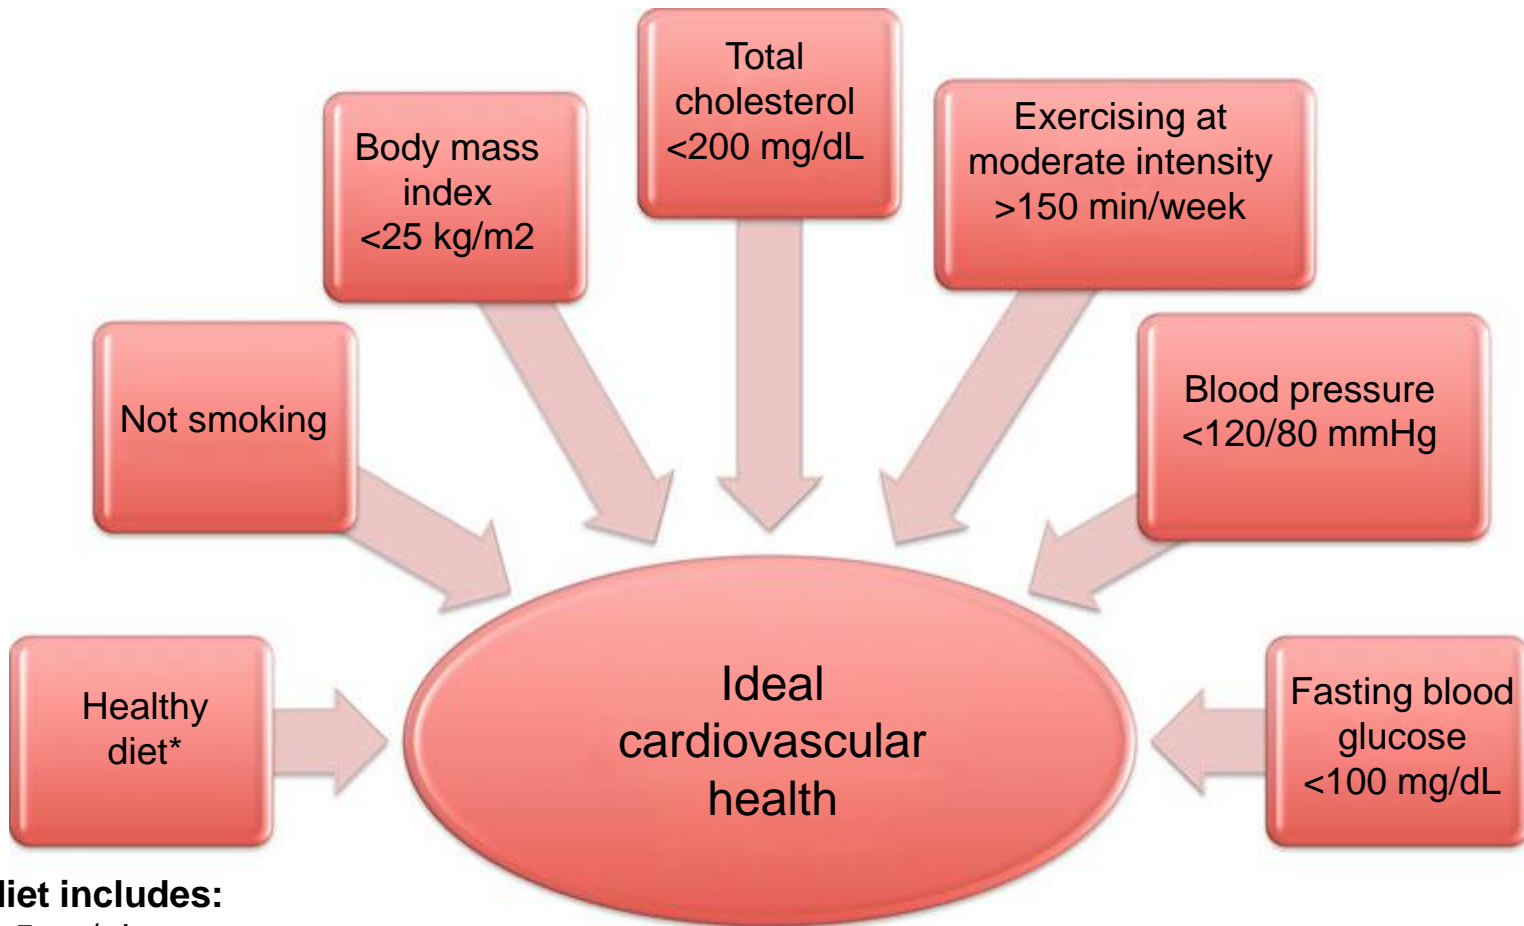 Total
cholesterol
<200 mg/dL
Body mass
index
<25 kg/m2
Exercising at
moderate intensity
>150 min/week
Not smoking
Blood pressure
<120/80 mmHg
Healthy
diet*
Ideal
cardiovascular
health
Fasting blood
glucose
<100 mg/dL
diet includes: